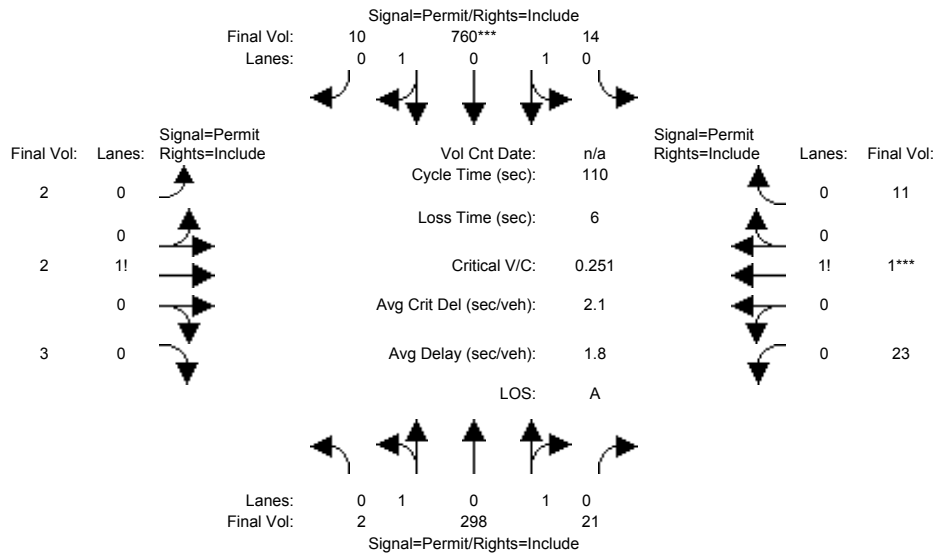 Signal=Permit/Rights=Include
Final Vol: 10 760*** 14
Lanes: 0 1 0 1 0
Signal=Permit Signal=Permit
Final Vol: Lanes: Rights=Include Vol Cnt Date: n/a Rights=Include Lanes: Final Vol:
Cycle Time (sec): 110
2 0 0 11
Loss Time (sec): 6
0 0
2 1! Critical V/C: 0.251 1! 1***
0 Avg Crit Del (sec/veh): 2.1 0
3 0 Avg Delay (sec/veh): 1.8 0 23
LOS: A
Lanes: 0 1 0 1 0
Final Vol: 2 298 21
Signal=Permit/Rights=Include